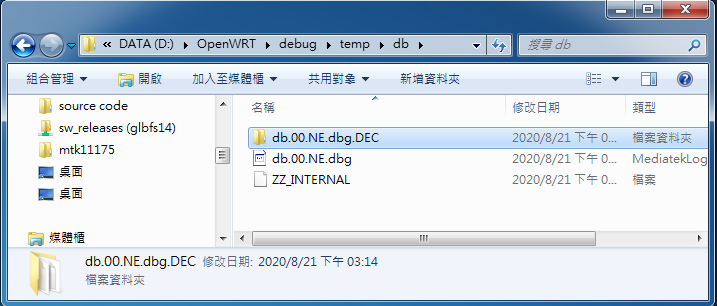 « DATA (D:) ▸ OpenWRT ▸ debug ▸ temp ▸ db ▸
搜尋 db
組合管理 ▼ 開啟 加入至媒體櫃 ▼ 共用對象 ▼ 新增資料夾
source code
sw_releases (glbfs14)
mtk11175
桌面
桌面
媒體櫃
名稱 修改日期 類型
db.00.NE.dbg.DEC 2020/8/21 下午 0... 檔案資料夾
db.00.NE.dbg 2020/8/21 下午 0... MediatekLog
ZZ_INTERNAL 2020/8/21 下午 0... 檔案
db.00.NE.dbg.DEC 修改日期: 2020/8/21 下午 03:14
檔案資料夾